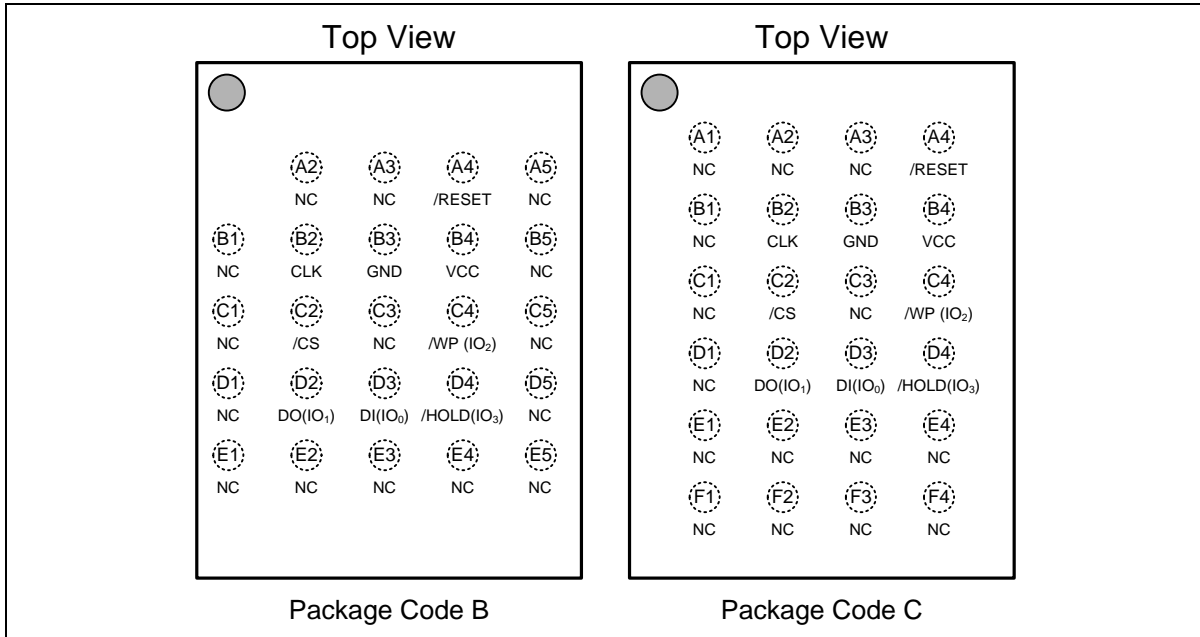 Top View
A2 A3 A4 A5
NC NC /RESET NC
B1 B2 B3 B4 B5
NC CLK GND VCC NC
C1 C2 C3 C4 C5
NC /CS NC /WP (IO₂) NC
D1 D2 D3 D4 D5
NC DO(IO₁) DI(IO₀) /HOLD(IO₃) NC
E1 E2 E3 E4 E5
NC NC NC NC NC
Package Code B
Top View
A1 A2 A3 A4
NC NC NC /RESET
B1 B2 B3 B4
NC CLK GND VCC
C1 C2 C3 C4
NC /CS NC /WP (IO₂)
D1 D2 D3 D4
NC DO(IO₁) DI(IO₀) /HOLD(IO₃)
E1 E2 E3 E4
NC NC NC NC
F1 F2 F3 F4
NC NC NC NC
Package Code C